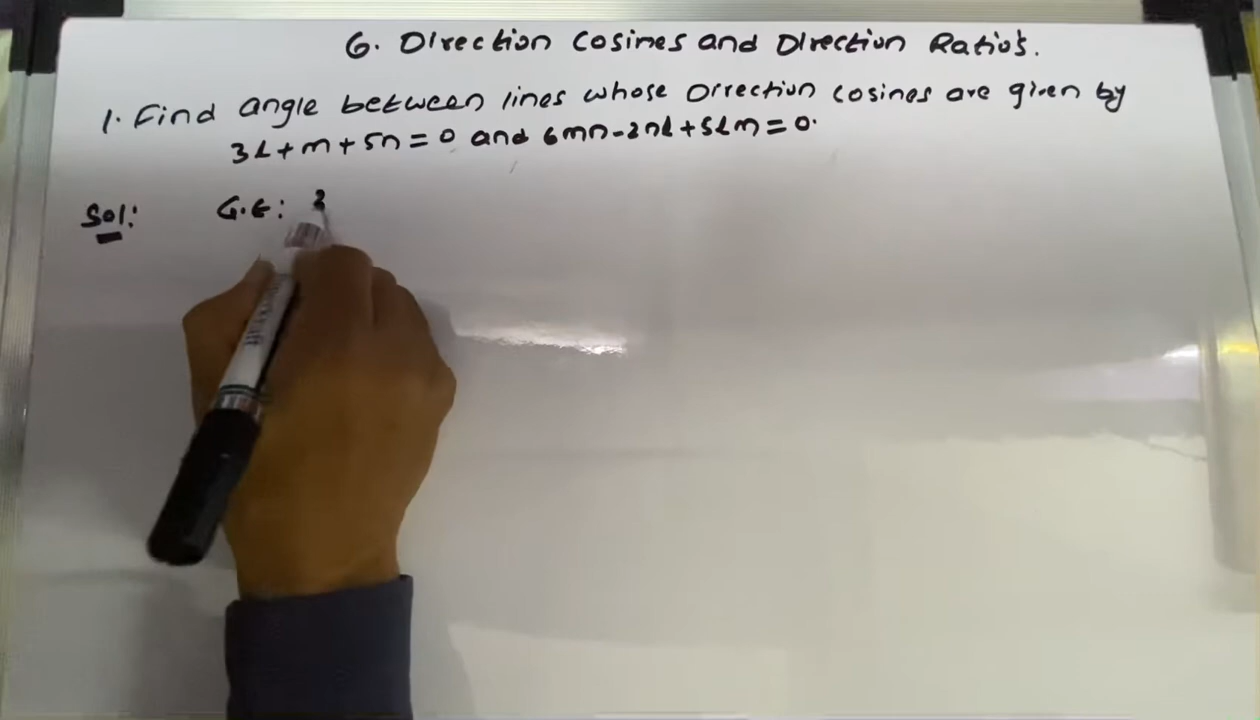 6. Direction Cosines and Direction Ratio's.
1. Find angle between lines whose Direction cosines are given by
3l + m + 5n = 0 and 6mn - 2nl + 5lm = 0.
Sol: G.E: 3